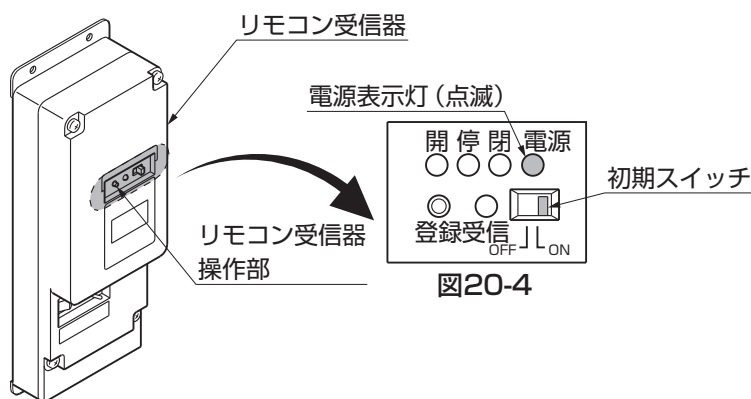 リモコン受信器
電源表示灯（点滅）
開 停 閉 電源
初期スイッチ
登録 受信
OFF ON
リモコン受信器
操作部
図20-4